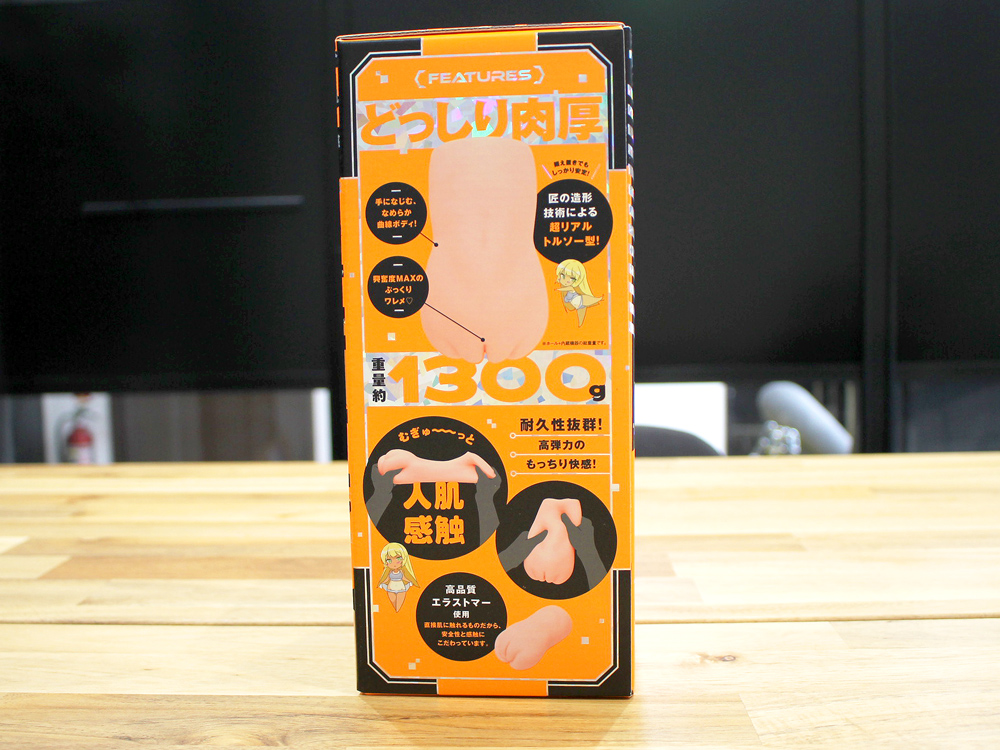 FEATURES
どっしり肉厚
据え置きでも
しっかり安定!
匠の造形
技術による
超リアル
トルソー型!
手になじむ、
なめらか
曲線ボディ!
興奮度MAXの
ぷっくり
ワレメ♡
重量約
1300g
耐久性抜群!
高弾力の
もっちり快感!
むぎゅ〜〜〜っと
人肌
感触
高品質
エラストマー
使用
直接肌に触れるものだから、
安全性と感触に
こだわっています。